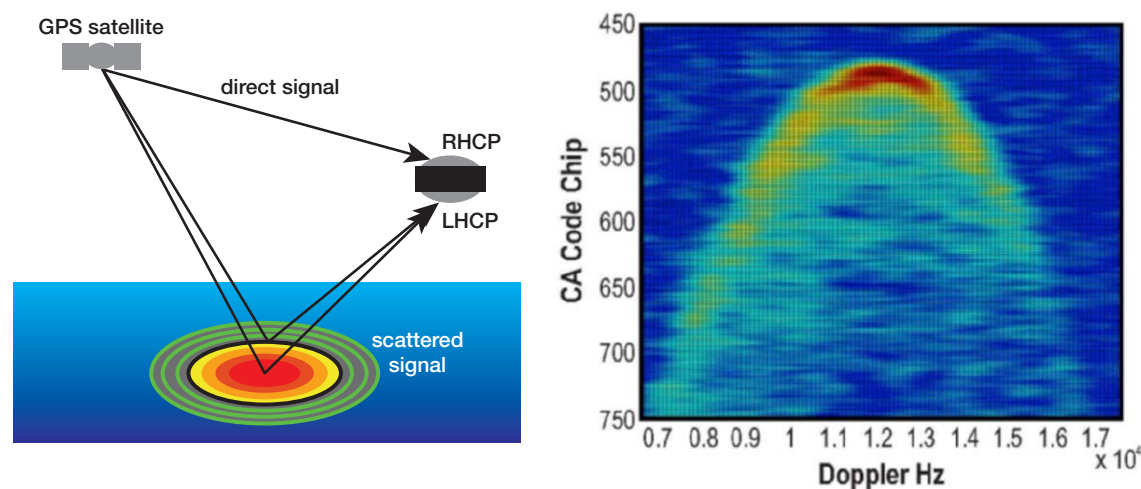 GPS satellite
direct signal
RHCP
LHCP
scattered
signal
450
500
550
600
650
700
750
CA Code Chip
0.7 0.8 0.9 1 1.1 1.2 1.3 1.4 1.5 1.6 1.7
x 10⁴
Doppler Hz